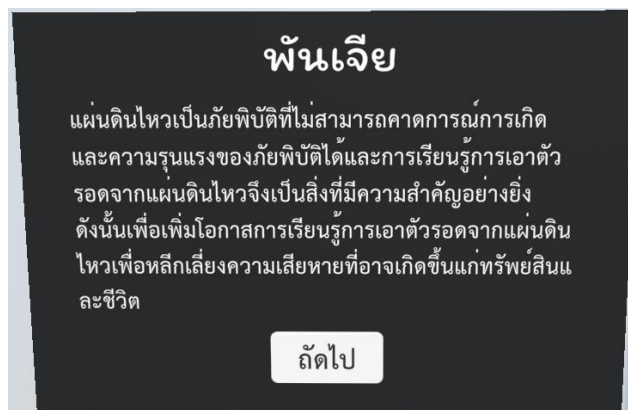 พันเจีย
แผ่นดินไหวเป็นภัยพิบัติที่ไม่สามารถคาดการณ์การเกิด
และความรุนแรงของภัยพิบัติได้และการเรียนรู้การเอาตัว
รอดจากแผ่นดินไหวจึงเป็นสิ่งที่มีความสำคัญอย่างยิ่ง
ดังนั้นเพื่อเพิ่มโอกาสการเรียนรู้การเอาตัวรอดจากแผ่นดิน
ไหวเพื่อหลีกเลี่ยงความเสียหายที่อาจเกิดขึ้นแก่ทรัพย์สินแ
ละชีวิต
ถัดไป